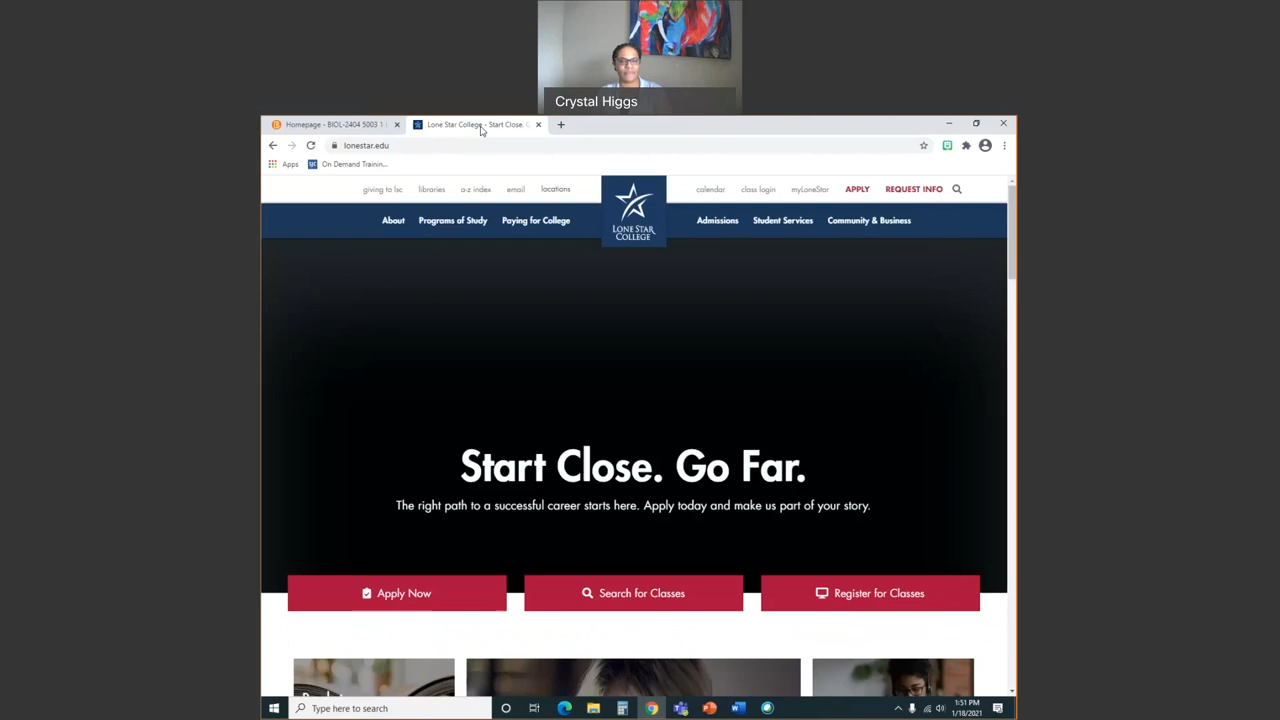 Crystal Higgs
Homepage - BIOL-2404 5003 1
Lone Star College - Start Close. G
lonestar.edu
Apps
On Demand Trainin...
giving to lsc
libraries
a-z index
email
locations
calendar
class login
myLoneStar
APPLY
REQUEST INFO
About
Programs of Study
Paying for College
LONE STAR
COLLEGE
Admissions
Student Services
Community & Business
Start Close. Go Far.
The right path to a successful career starts here. Apply today and make us part of your story.
Apply Now
Search for Classes
Register for Classes
Type here to search
1:51 PM
1/18/2021